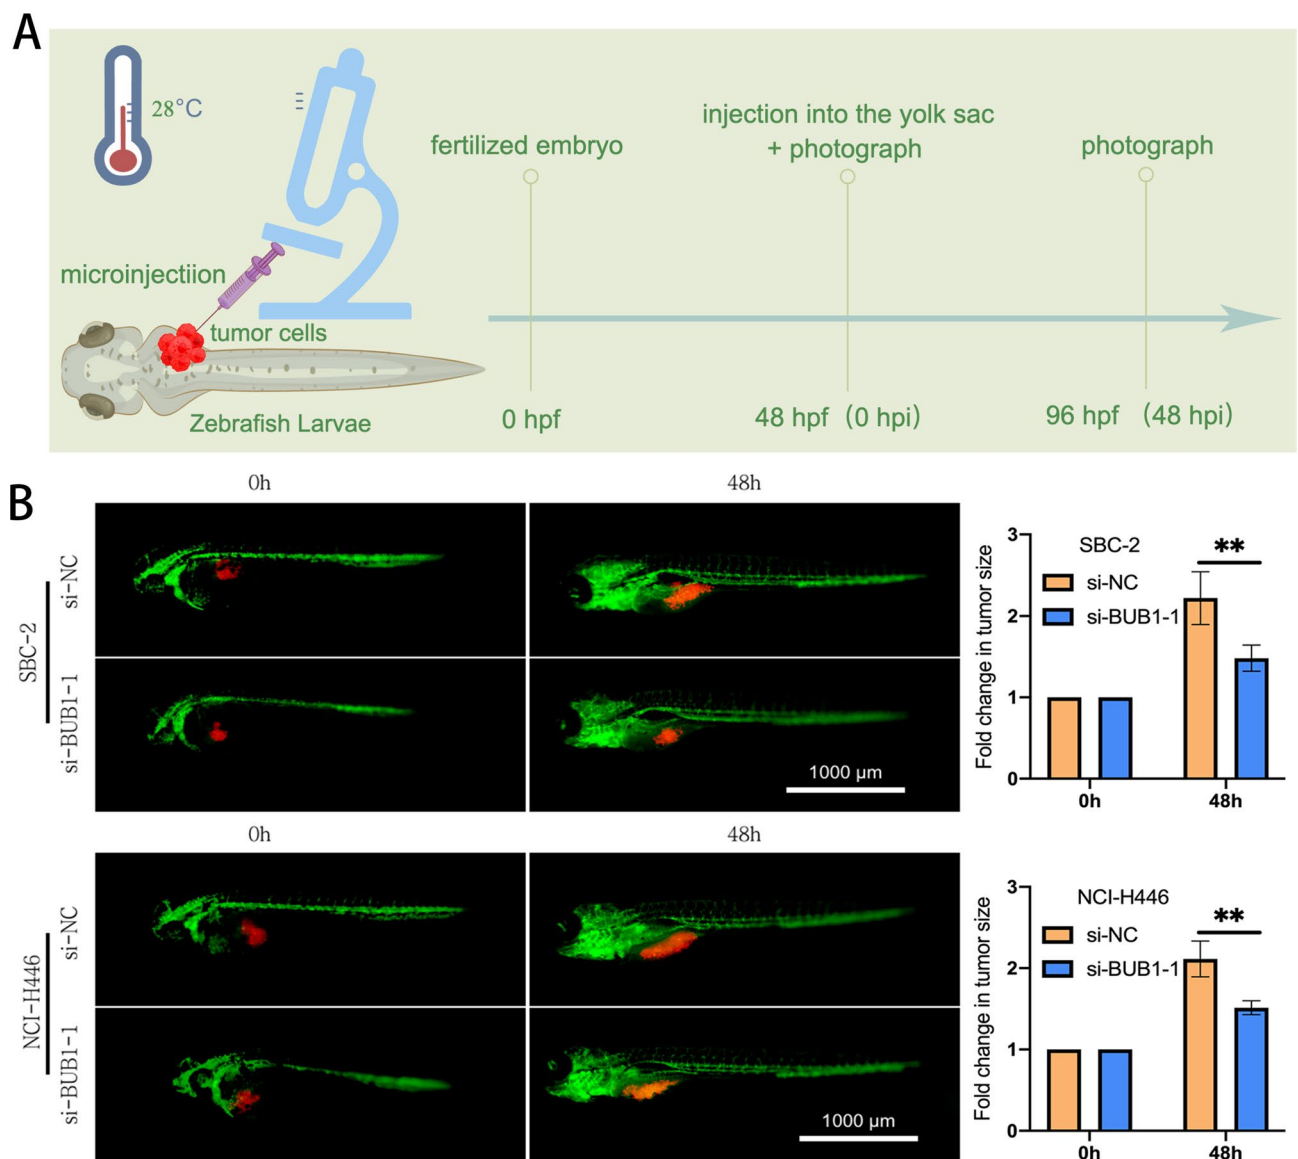 A
28°C
microinjectiion
tumor cells
Zebrafish Larvae
fertilized embryo
injection into the yolk sac
+ photograph
photograph
0 hpf
48 hpf (0 hpi)
96 hpf (48 hpi)
B
0h
48h
SBC-2
si-NC
si-BUB1-1
1000 µm
Fold change in tumor size
3
2
1
0
SBC-2
si-NC
si-BUB1-1
**
0h
48h
0h
48h
NCI-H446
si-NC
si-BUB1-1
1000 µm
Fold change in tumor size
3
2
1
0
NCI-H446
si-NC
si-BUB1-1
**
0h
48h